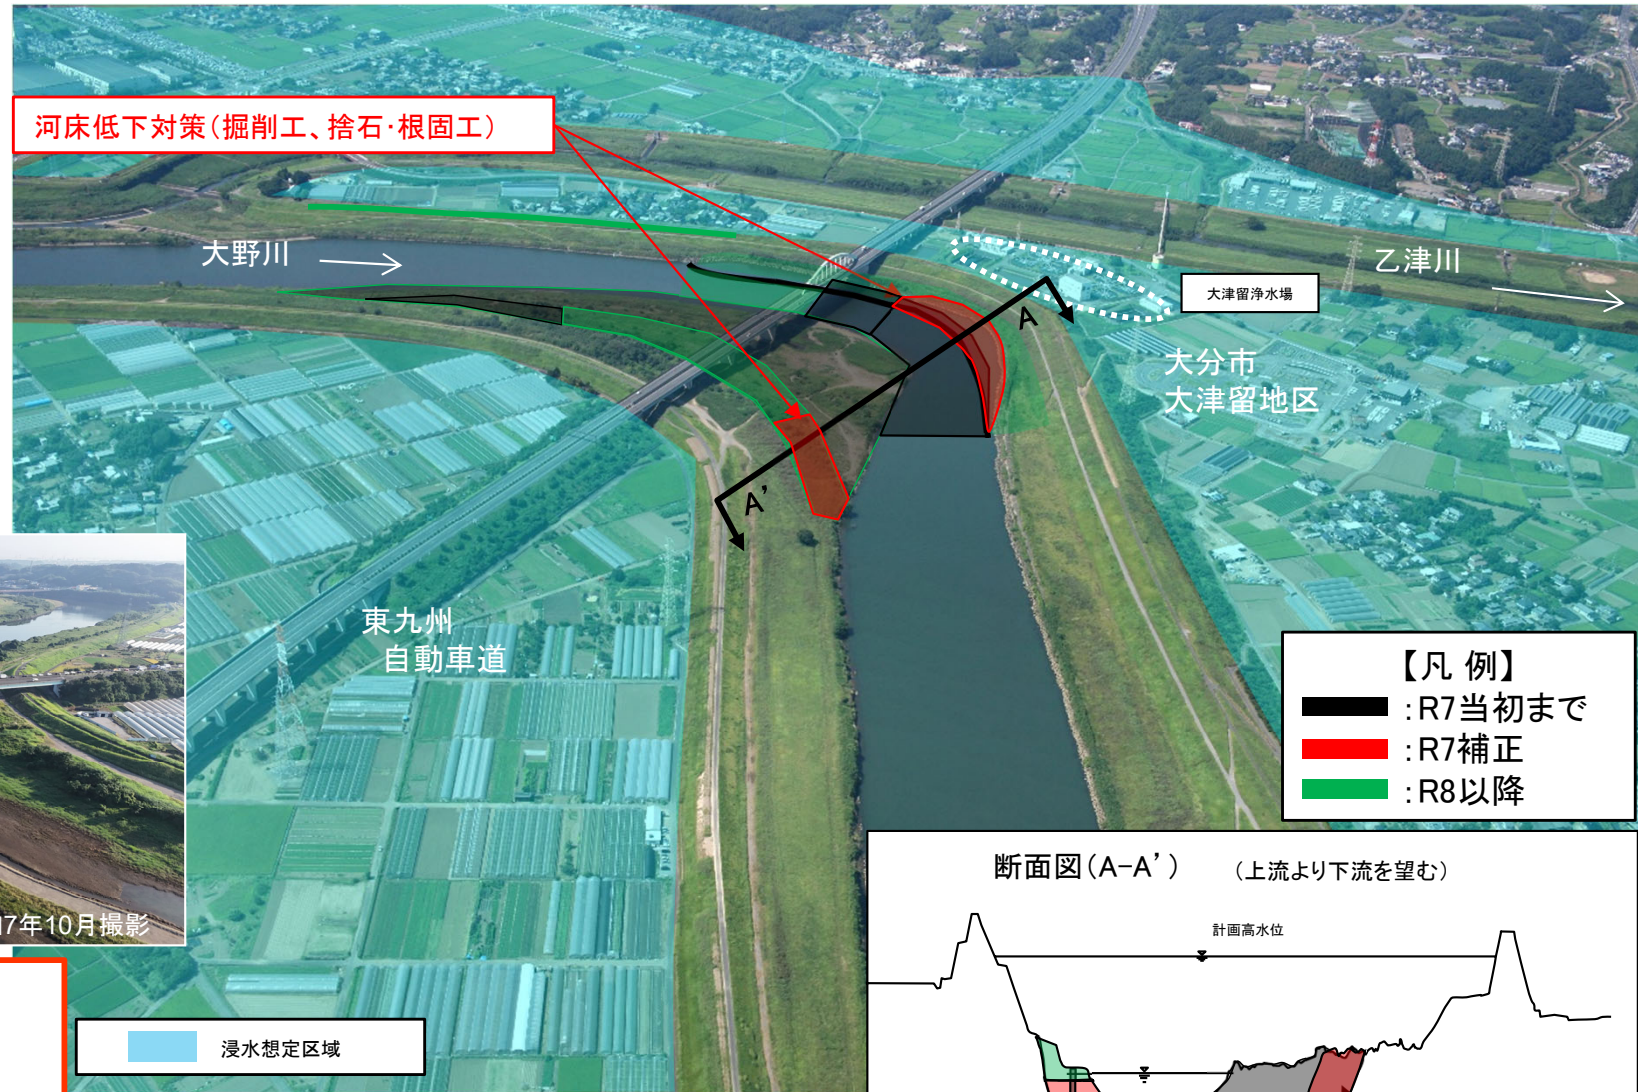 河床低下対策(掘削工、捨石・根固工)
大野川
乙津川
大津留浄水場
A
大分市
大津留地区
A'
東九州
自動車道
【凡 例】
:R7当初まで
:R7補正
:R8以降
7年10月撮影
断面図(A-A')　(上流より下流を望む)
計画高水位
浸水想定区域